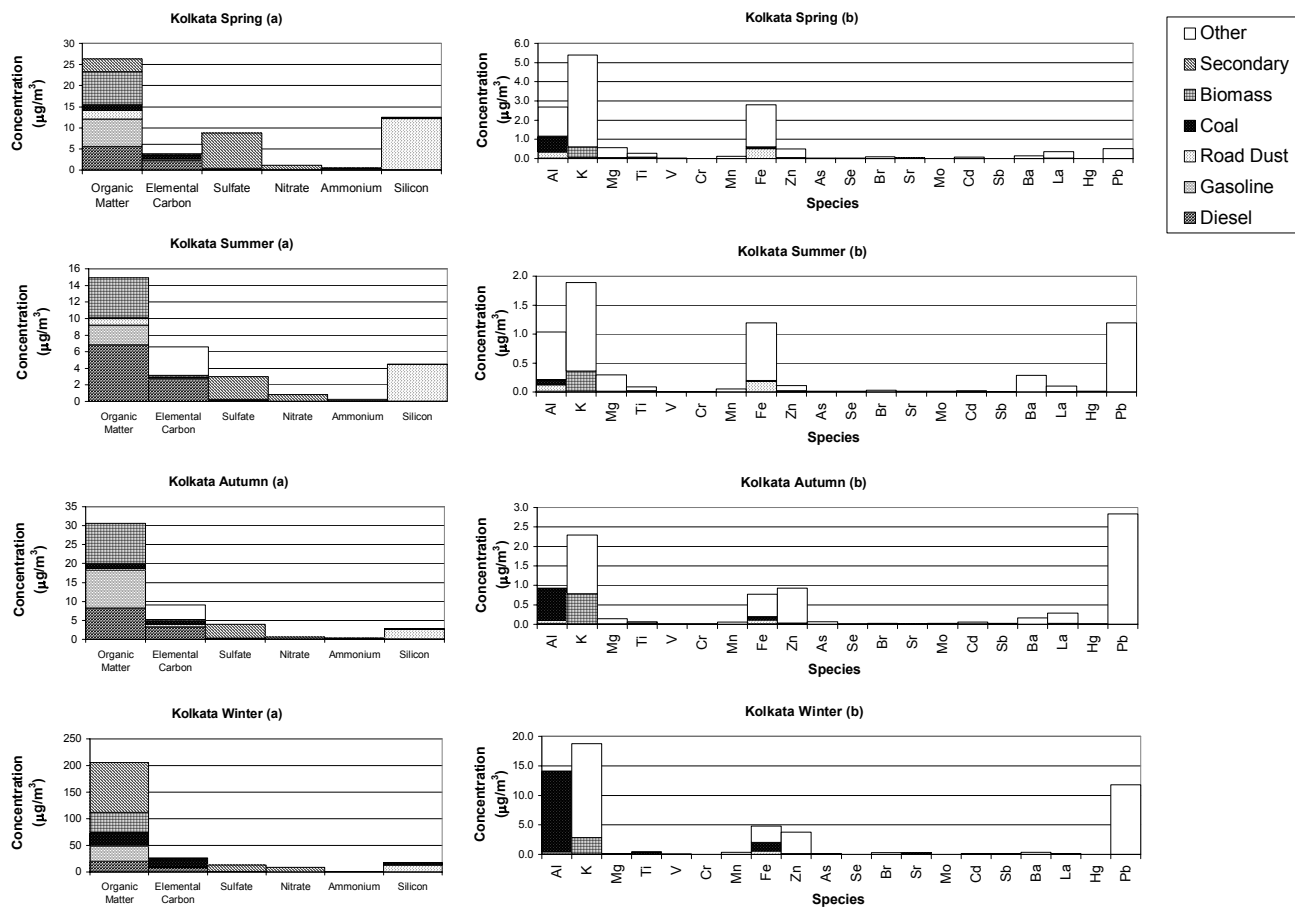 Kolkata Spring (a)
Concentration
(µg/m³)
30
25
20
15
10
5
0
Organic
Matter
Elemental
Carbon
Sulfate
Nitrate
Ammonium
Silicon
Kolkata Spring (b)
Concentration
(µg/m³)
6.0
5.0
4.0
3.0
2.0
1.0
0.0
Al K Mg Ti V Cr Mn Fe Zn As Se Br Sr Mo Cd Sb Ba La Hg Pb
Species
Other
Secondary
Biomass
Coal
Road Dust
Gasoline
Diesel
Kolkata Summer (a)
Concentration
(µg/m³)
16
14
12
10
8
6
4
2
0
Organic
Matter
Elemental
Carbon
Sulfate
Nitrate
Ammonium
Silicon
Kolkata Summer (b)
Concentration
(µg/m³)
2.0
1.5
1.0
0.5
0.0
Al K Mg Ti V Cr Mn Fe Zn As Se Br Sr Mo Cd Sb Ba La Hg Pb
Species
Kolkata Autumn (a)
Concentration
(µg/m³)
35
30
25
20
15
10
5
0
Organic
Matter
Elemental
Carbon
Sulfate
Nitrate
Ammonium
Silicon
Kolkata Autumn (b)
Concentration
(µg/m³)
3.0
2.5
2.0
1.5
1.0
0.5
0.0
Al K Mg Ti V Cr Mn Fe Zn As Se Br Sr Mo Cd Sb Ba La Hg Pb
Species
Kolkata Winter (a)
Concentration
(µg/m³)
250
200
150
100
50
0
Organic
Matter
Elemental
Carbon
Sulfate
Nitrate
Ammonium
Silicon
Kolkata Winter (b)
Concentration
(µg/m³)
20.0
15.0
10.0
5.0
0.0
Al K Mg Ti V Cr Mn Fe Zn As Se Br Sr Mo Cd Sb Ba La Hg Pb
Species